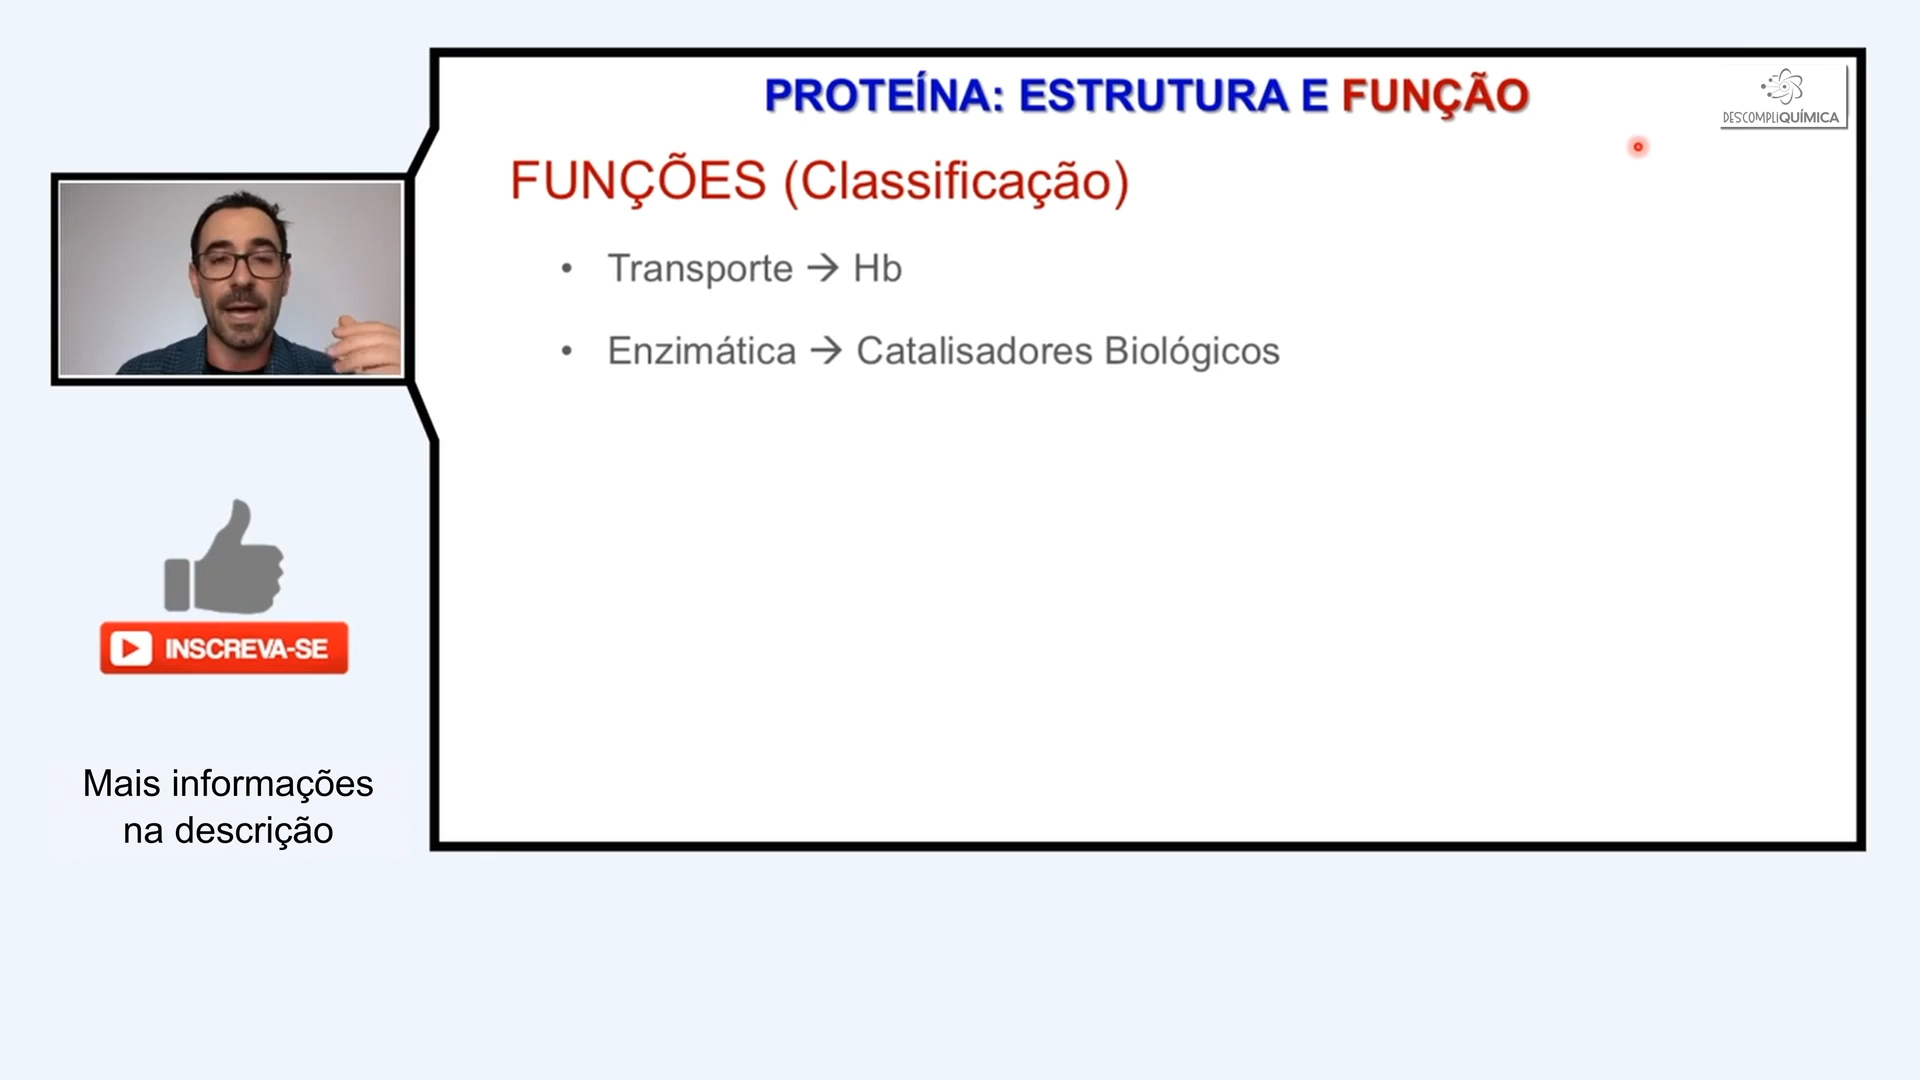 PROTEÍNA: ESTRUTURA E FUNÇÃO
DESCOMPLIQUÍMICA
FUNÇÕES (Classificação)
• Transporte → Hb
• Enzimática → Catalisadores Biológicos
INSCREVA-SE
Mais informações
na descrição